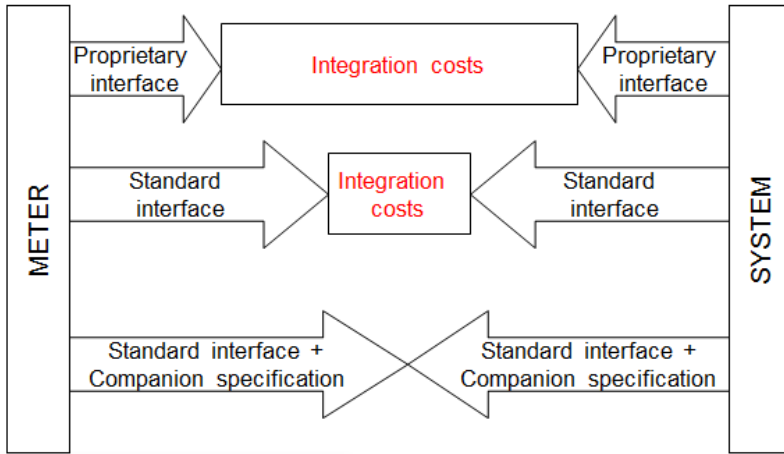 METER
Proprietary
interface
Integration costs
Proprietary
interface
SYSTEM
Standard
interface
Integration
costs
Standard
interface
Standard interface +
Companion specification
Standard interface +
Companion specification